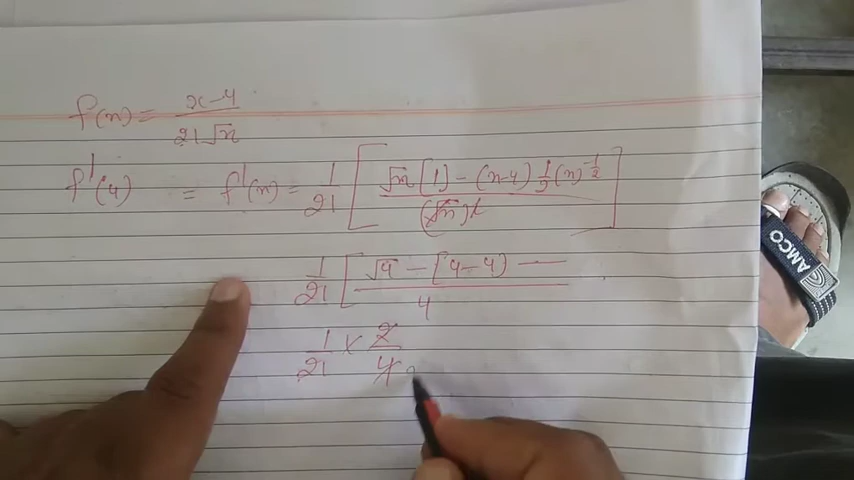 f(n) = x-4 / 21√n
f'(4) = f'(n) = 1/21 [ √n [1] - (n-4) 1/2 (n)^-1/2 / (√n)^2 ]
1/21 [ √4 - [4-4) — / 4
1/21 × 2/4 2
AMCO